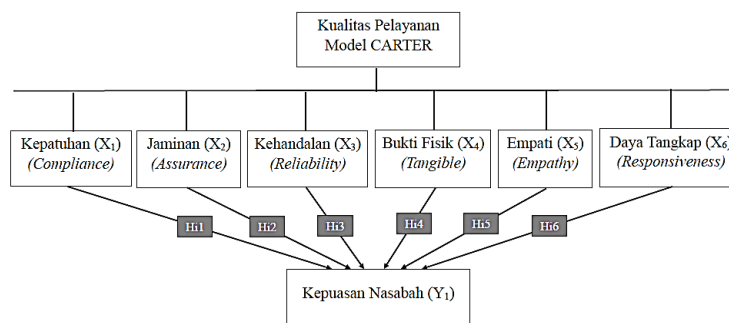 Kualitas Pelayanan
Model CARTER
Kepatuhan (X₁)
(Compliance)
Jaminan (X₂)
(Assurance)
Kehandalan (X₃)
(Reliability)
Bukti Fisik (X₄)
(Tangible)
Empati (X₅)
(Empathy)
Daya Tangkap (X₆)
(Responsiveness)
Hi1
Hi2
Hi3
Hi4
Hi5
Hi6
Kepuasan Nasabah (Y₁)